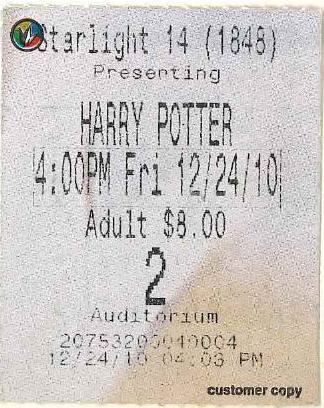 Starlight 14 (1848)
Presenting
HARRY POTTER
4:00PM Fri 12/24/10
Adult $8.00
2
Auditorium
20753200040004
12/24/10 04:03 PM
customer copy